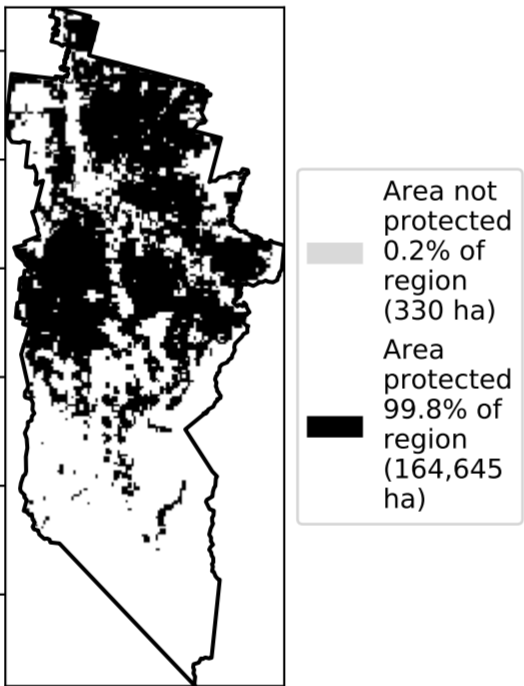 Area not
protected
0.2% of
region
(330 ha)
Area
protected
99.8% of
region
(164,645
ha)